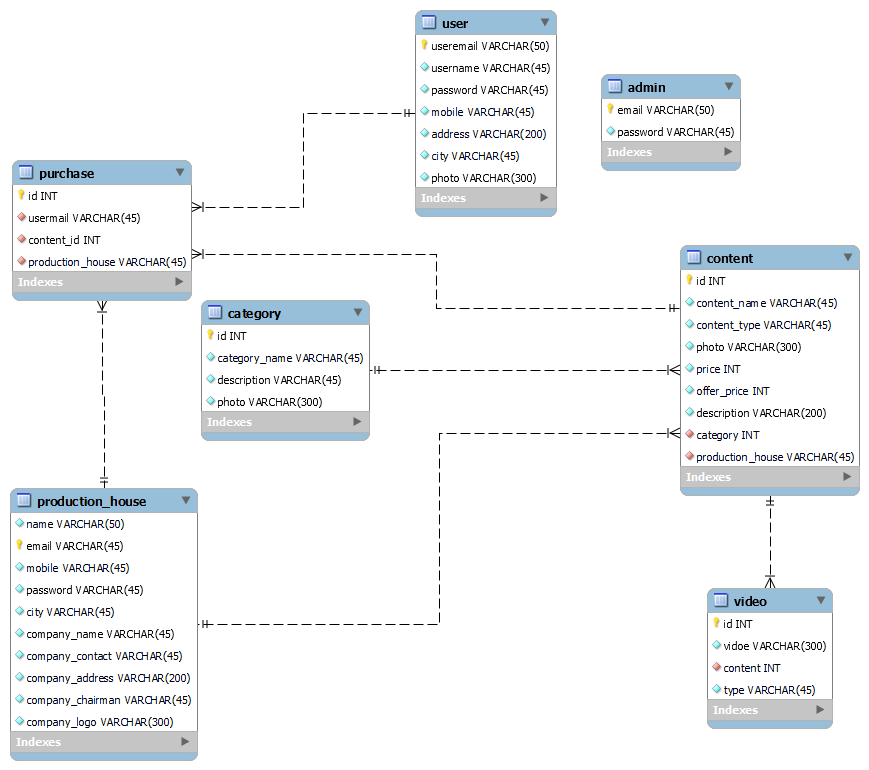 user
useremail VARCHAR(50)
username VARCHAR(45)
password VARCHAR(45)
mobile VARCHAR(45)
address VARCHAR(200)
city VARCHAR(45)
photo VARCHAR(300)
Indexes
admin
email VARCHAR(50)
password VARCHAR(45)
Indexes
purchase
id INT
usermail VARCHAR(45)
content_id INT
production_house VARCHAR(45)
Indexes
category
id INT
category_name VARCHAR(45)
description VARCHAR(45)
photo VARCHAR(300)
Indexes
content
id INT
content_name VARCHAR(45)
content_type VARCHAR(45)
photo VARCHAR(300)
price INT
offer_price INT
description VARCHAR(200)
category INT
production_house VARCHAR(45)
Indexes
production_house
name VARCHAR(50)
email VARCHAR(45)
mobile VARCHAR(45)
password VARCHAR(45)
city VARCHAR(45)
company_name VARCHAR(45)
company_contact VARCHAR(45)
company_address VARCHAR(200)
company_chairman VARCHAR(45)
company_logo VARCHAR(300)
Indexes
video
id INT
vidoe VARCHAR(300)
content INT
type VARCHAR(45)
Indexes